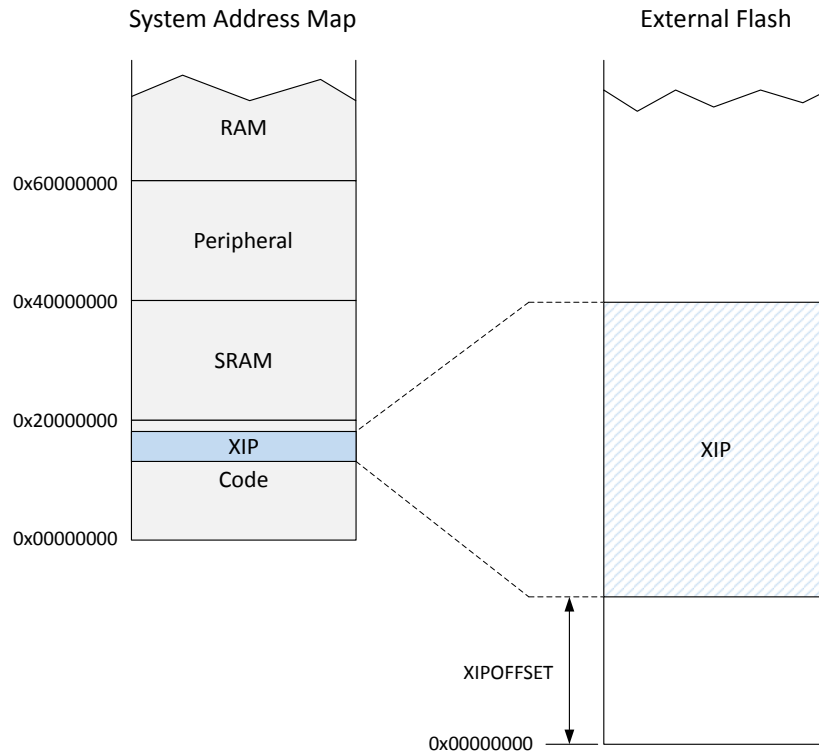 System Address Map
External Flash
RAM
0x60000000
Peripheral
0x40000000
SRAM
0x20000000
XIP
XIP
Code
0x00000000
XIPOFFSET
0x00000000